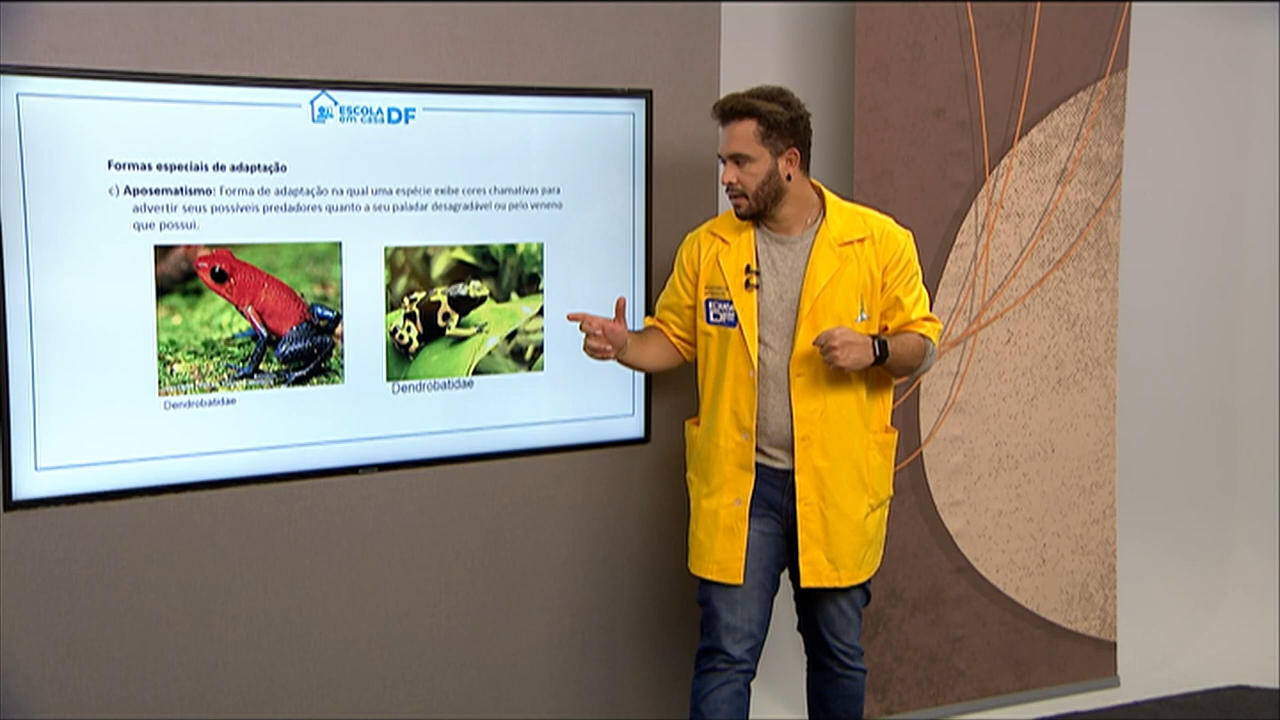 ESCOLA
em casa DF
Formas especiais de adaptação
c) Aposematismo: Forma de adaptação na qual uma espécie exibe cores chamativas para
advertir seus possíveis predadores quanto a seu paladar desagradável ou pelo veneno
que possui.
Dendrobatidae
Dendrobatidae